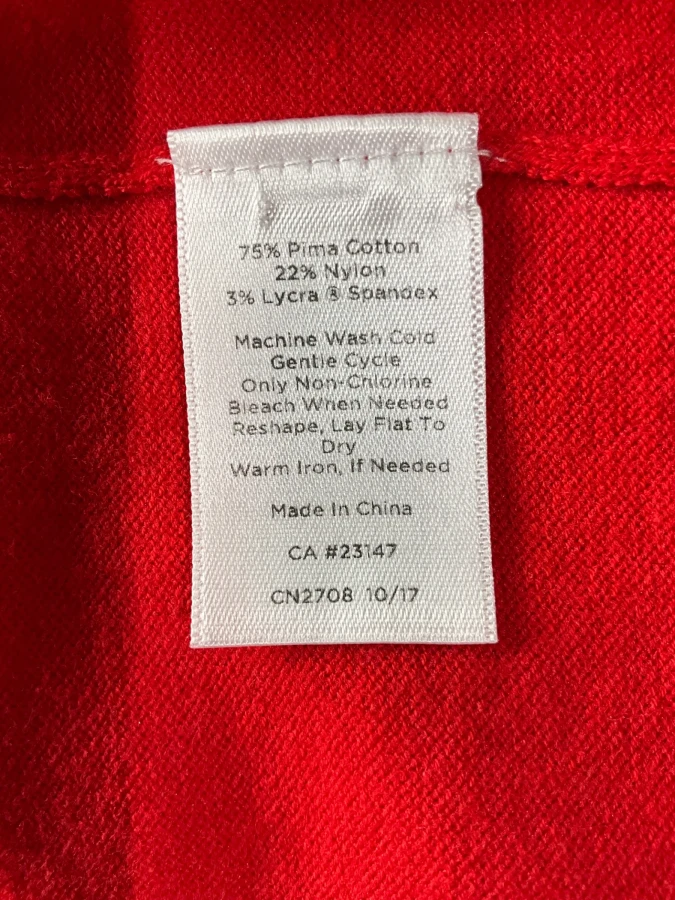 75% Pima Cotton
22% Nylon
3% Lycra ® Spandex
Machine Wash Cold
Gentle Cycle
Only Non-Chlorine
Bleach When Needed
Reshape, Lay Flat To
Dry
Warm Iron, If Needed
Made In China
CA #23147
CN2708 10/17